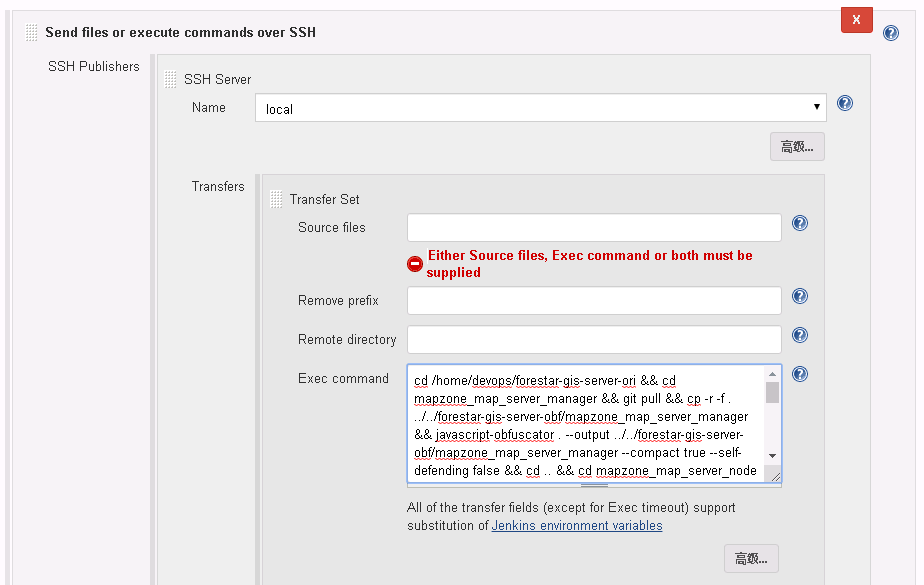 Send files or execute commands over SSH
X
SSH Publishers
SSH Server
Name
local
高级...
Transfers
Transfer Set
Source files
Either Source files, Exec command or both must be
supplied
Remove prefix
Remote directory
Exec command
cd /home/devops/forestar-gis-server-ori && cd
mapzone_map_server_manager && git pull && cp -r -f .
../../forestar-gis-server-obf/mapzone_map_server_manager
&& javascript-obfuscator . --output ../../forestar-gis-server-
obf/mapzone_map_server_manager --compact true --self-
defending false && cd .. && cd mapzone_map_server_node
All of the transfer fields (except for Exec timeout) support
substitution of Jenkins environment variables
高级...